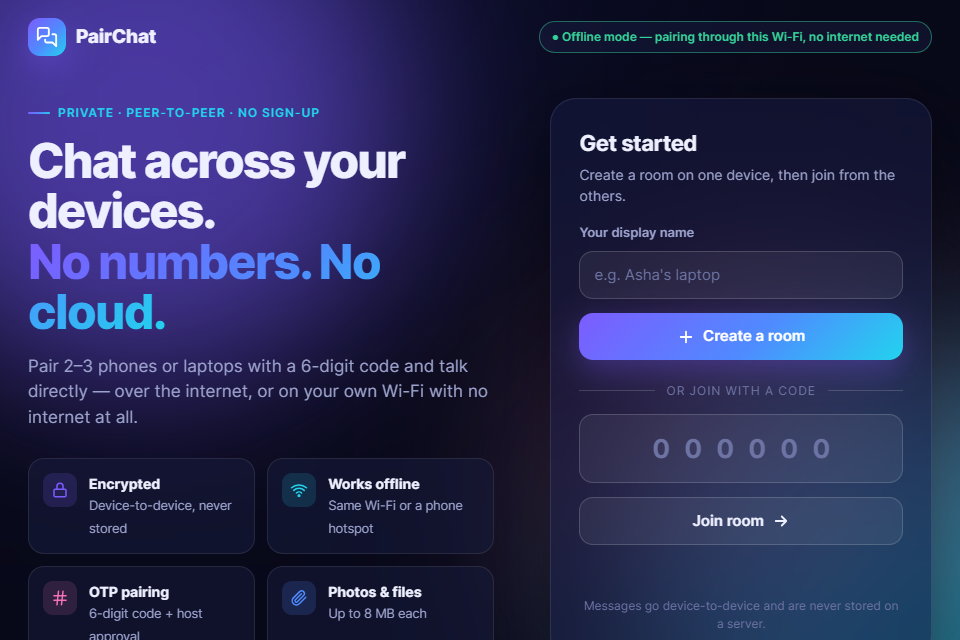 PairChat
● Offline mode — pairing through this Wi-Fi, no internet needed
PRIVATE · PEER-TO-PEER · NO SIGN-UP
Chat across your
devices.
No numbers. No
cloud.
Pair 2–3 phones or laptops with a 6-digit code and talk
directly — over the internet, or on your own Wi-Fi with no
internet at all.
Encrypted
Device-to-device, never
stored
Works offline
Same Wi-Fi or a phone
hotspot
OTP pairing
6-digit code + host
approval
Photos & files
Up to 8 MB each
Get started
Create a room on one device, then join from the
others.
Your display name
e.g. Asha's laptop
+ Create a room
OR JOIN WITH A CODE
0 0 0 0 0 0
Join room →
Messages go device-to-device and are never stored on
a server.